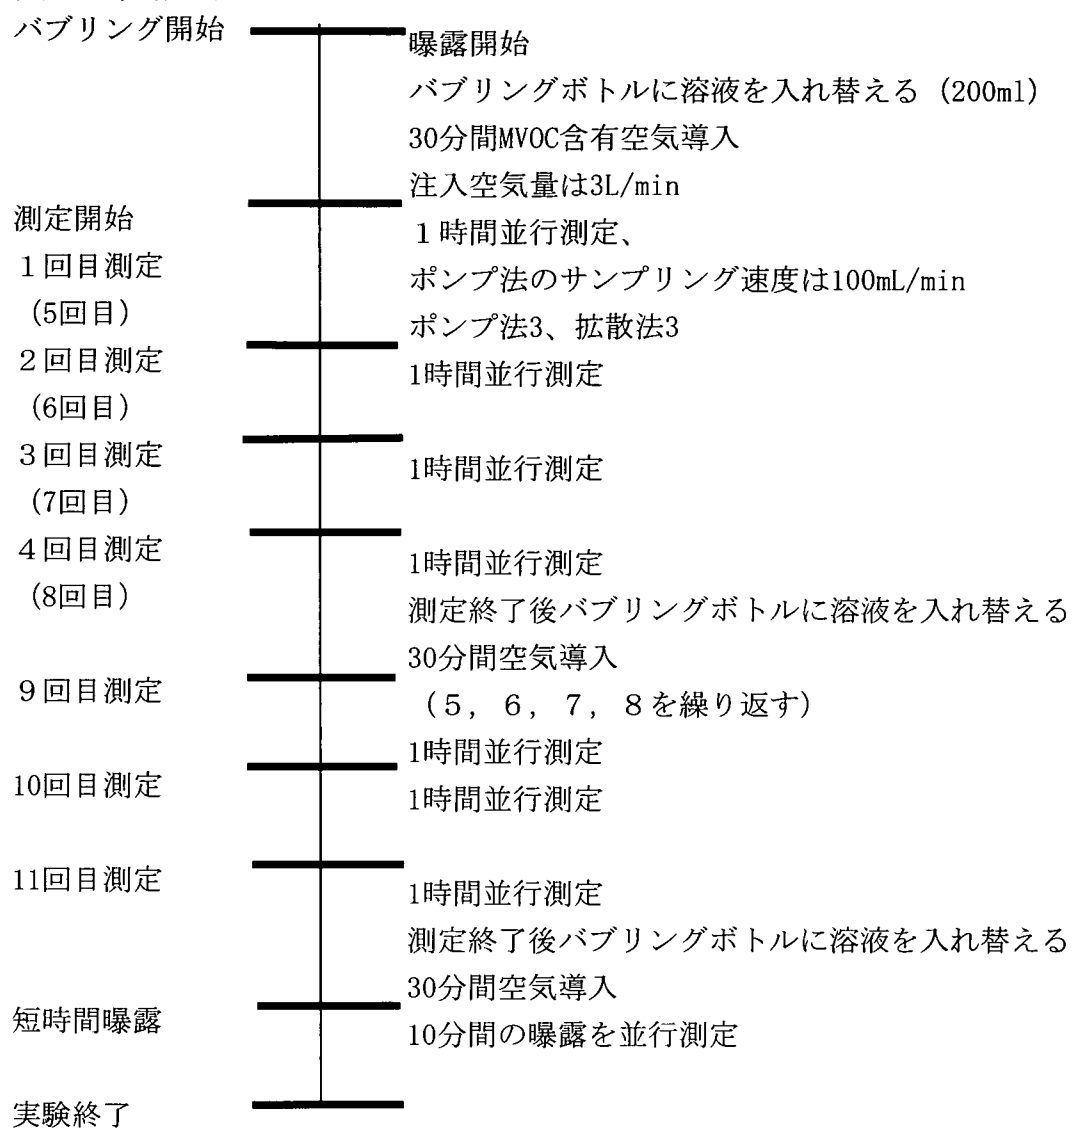 バブリング開始
曝露開始
バブリングボトルに溶液を入れ替える（200ml）
30分間MVOC含有空気導入
注入空気量は3L/min
測定開始
１時間並行測定、
１回目測定
ポンプ法のサンプリング速度は100mL/min
（5回目）
ポンプ法3、拡散法3
２回目測定
1時間並行測定
（6回目）
３回目測定
1時間並行測定
（7回目）
４回目測定
1時間並行測定
（8回目）
測定終了後バブリングボトルに溶液を入れ替える
30分間空気導入
９回目測定
（５，６，７，８を繰り返す）
1時間並行測定
10回目測定
1時間並行測定
11回目測定
1時間並行測定
測定終了後バブリングボトルに溶液を入れ替える
30分間空気導入
短時間曝露
10分間の曝露を並行測定
実験終了